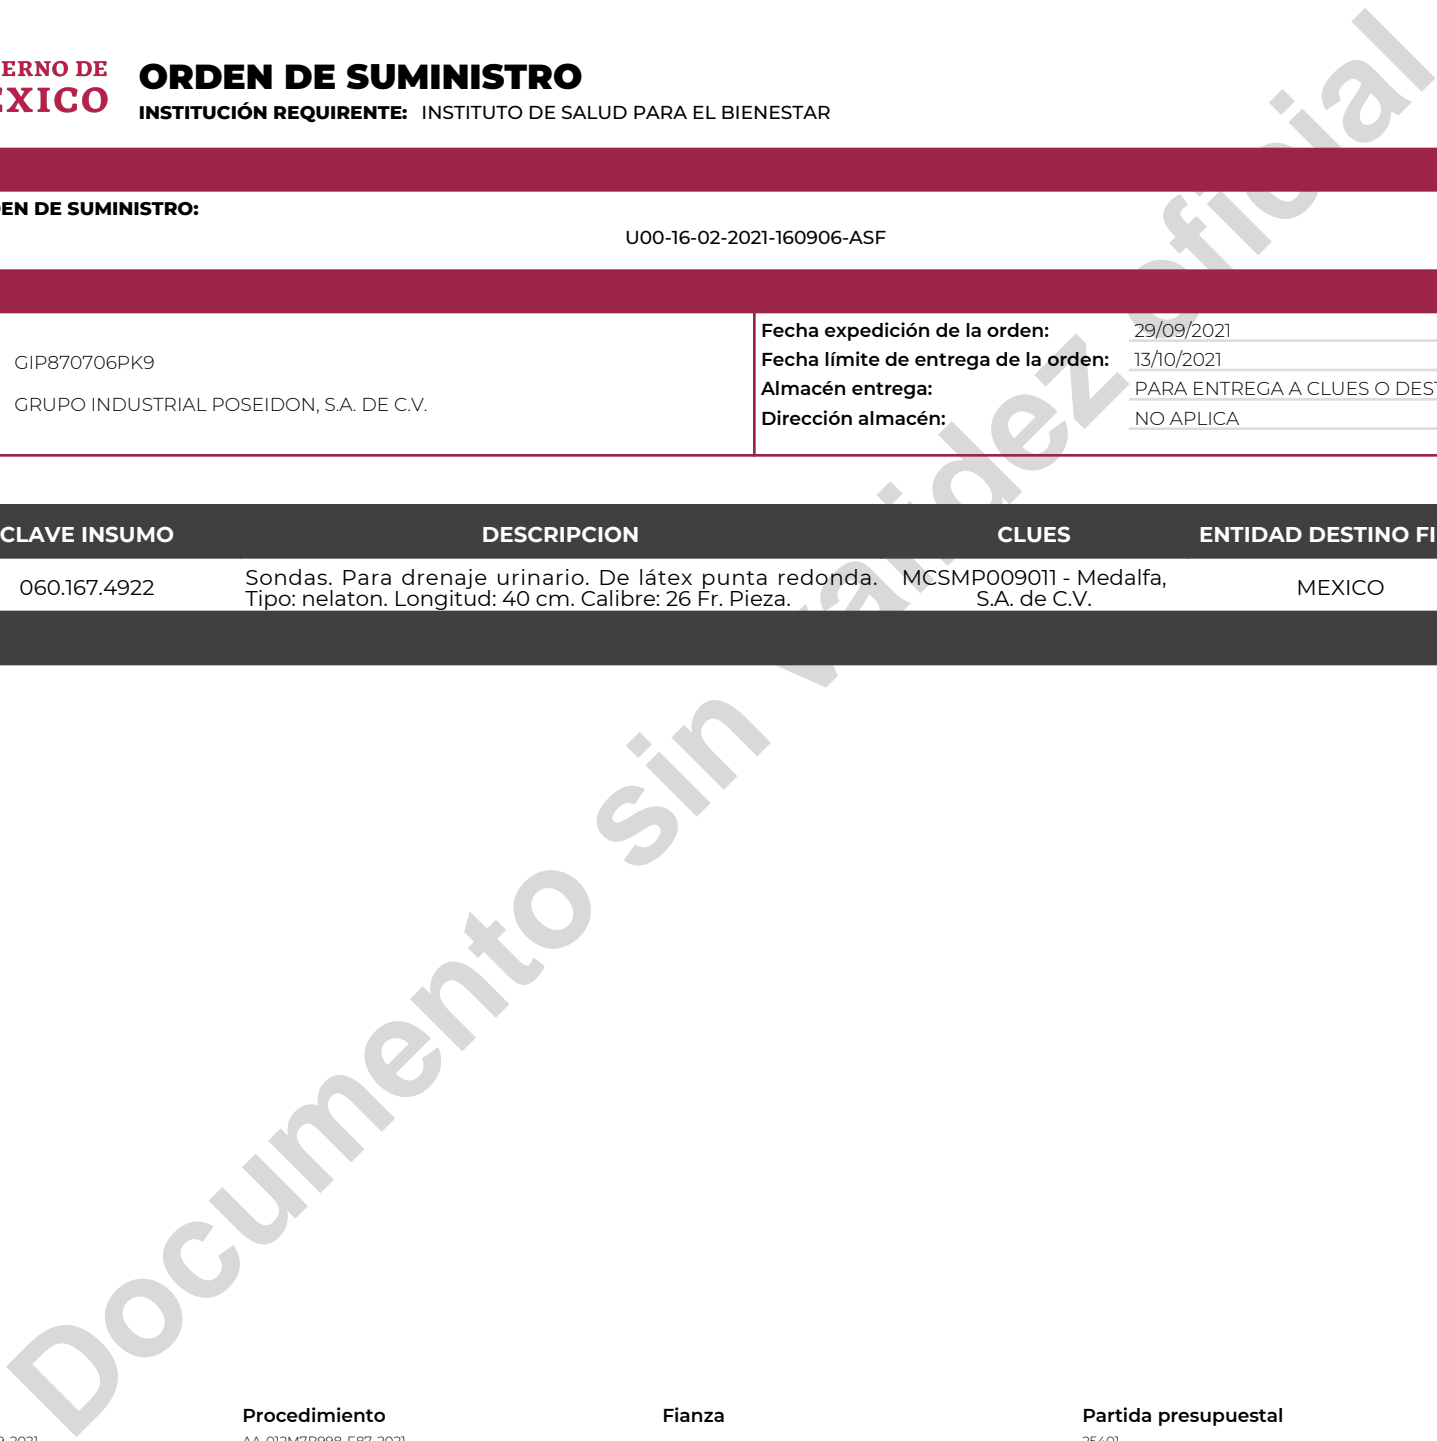 ERNO DE
EXICO
ORDEN DE SUMINISTRO
INSTITUCIÓN REQUIRENTE: INSTITUTO DE SALUD PARA EL BIENESTAR
EN DE SUMINISTRO:
U00-16-02-2021-160906-ASF
GIP870706PK9
GRUPO INDUSTRIAL POSEIDON, S.A. DE C.V.
Fecha expedición de la orden: 29/09/2021
Fecha límite de entrega de la orden: 13/10/2021
Almacén entrega: PARA ENTREGA A CLUES O DEST
Dirección almacén: NO APLICA
CLAVE INSUMO DESCRIPCION CLUES ENTIDAD DESTINO FI
060.167.4922
Sondas. Para drenaje urinario. De látex punta redonda.
Tipo: nelaton. Longitud: 40 cm. Calibre: 26 Fr. Pieza.
MCSMP009011 - Medalfa,
S.A. de C.V.
MEXICO
Documento sin validez oficial
Procedimiento Fianza Partida presupuestal